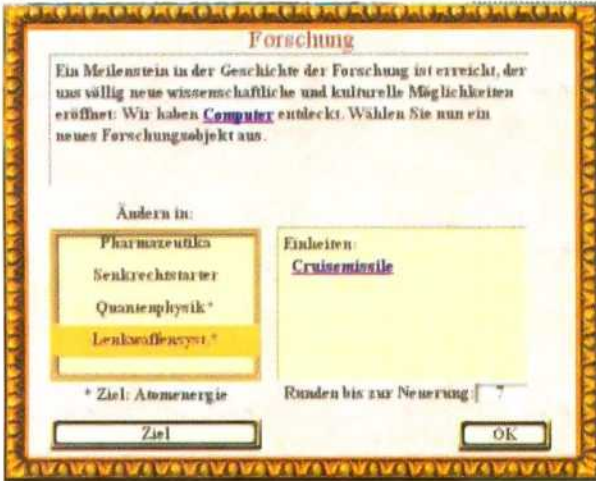 Forschung
Ein Meilenstein in der Geschichte der Forschung ist erreicht, der
uns völlig neue wissenschaftliche und kulturelle Möglichkeiten
eröffnet: Wir haben Computer entdeckt. Wählen Sie nun ein
neues Forschungsobjekt aus.
Ändern in:
Pharmazeutika
Senkrechtstarter
Quantenphysik*
Lenkwaffensyst.*
Einheiten:
Cruisemissile
* Ziel: Atomenergie
Runden bis zur Neuerung: 7
Ziel
OK